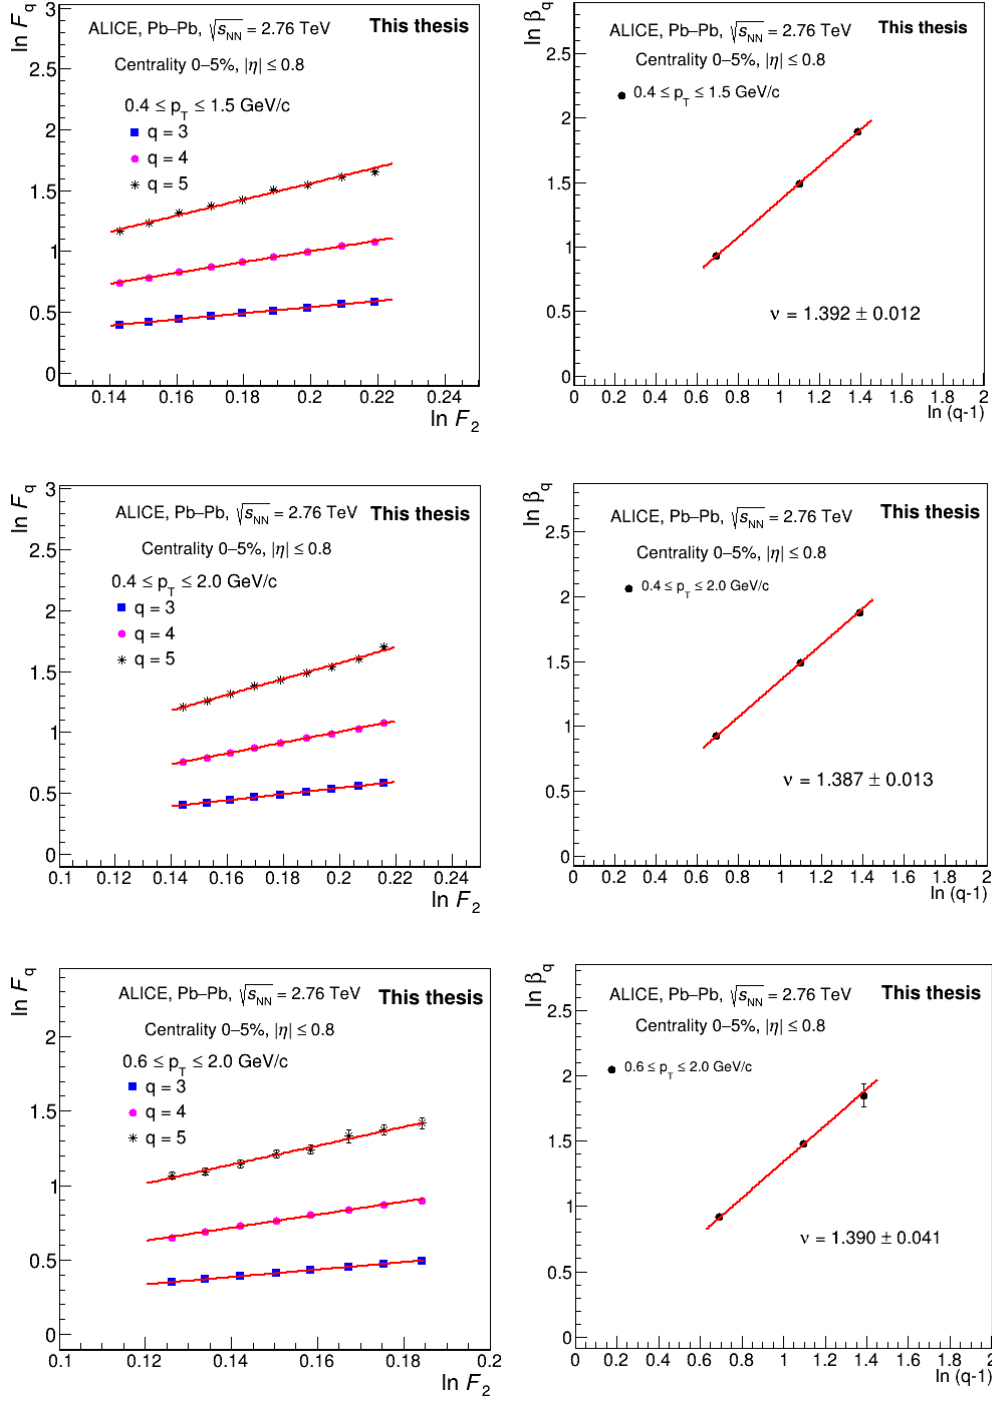 ln F_q
3
2.5
2
1.5
1
0.5
0
ALICE, Pb–Pb, √s_NN = 2.76 TeV
This thesis
Centrality 0–5%, |η| ≤ 0.8
0.4 ≤ p_T ≤ 1.5 GeV/c
q = 3
q = 4
q = 5
0.14 0.16 0.18 0.2 0.22 0.24
ln F_2
ln β_q
2.5
2
1.5
1
0.5
0
ALICE, Pb–Pb, √s_NN = 2.76 TeV
This thesis
Centrality 0–5%, |η| ≤ 0.8
0.4 ≤ p_T ≤ 1.5 GeV/c
ν = 1.392 ± 0.012
0 0.2 0.4 0.6 0.8 1 1.2 1.4 1.6 1.8 2
ln (q-1)
ln F_q
3
2.5
2
1.5
1
0.5
0
ALICE, Pb–Pb, √s_NN = 2.76 TeV
This thesis
Centrality 0–5%, |η| ≤ 0.8
0.4 ≤ p_T ≤ 2.0 GeV/c
q = 3
q = 4
q = 5
0.1 0.12 0.14 0.16 0.18 0.2 0.22 0.24
ln F_2
ln β_q
2.5
2
1.5
1
0.5
0
ALICE, Pb–Pb, √s_NN = 2.76 TeV
This thesis
Centrality 0–5%, |η| ≤ 0.8
0.4 ≤ p_T ≤ 2.0 GeV/c
ν = 1.387 ± 0.013
0 0.2 0.4 0.6 0.8 1 1.2 1.4 1.6 1.8 2
ln (q-1)
ln F_q
2
1.5
1
0.5
0
ALICE, Pb–Pb, √s_NN = 2.76 TeV
This thesis
Centrality 0–5%, |η| ≤ 0.8
0.6 ≤ p_T ≤ 2.0 GeV/c
q = 3
q = 4
q = 5
0.1 0.12 0.14 0.16 0.18 0.2
ln F_2
ln β_q
2.5
2
1.5
1
0.5
0
ALICE, Pb–Pb, √s_NN = 2.76 TeV
This thesis
Centrality 0–5%, |η| ≤ 0.8
0.6 ≤ p_T ≤ 2.0 GeV/c
ν = 1.390 ± 0.041
0 0.2 0.4 0.6 0.8 1 1.2 1.4 1.6 1.8 2
ln (q-1)